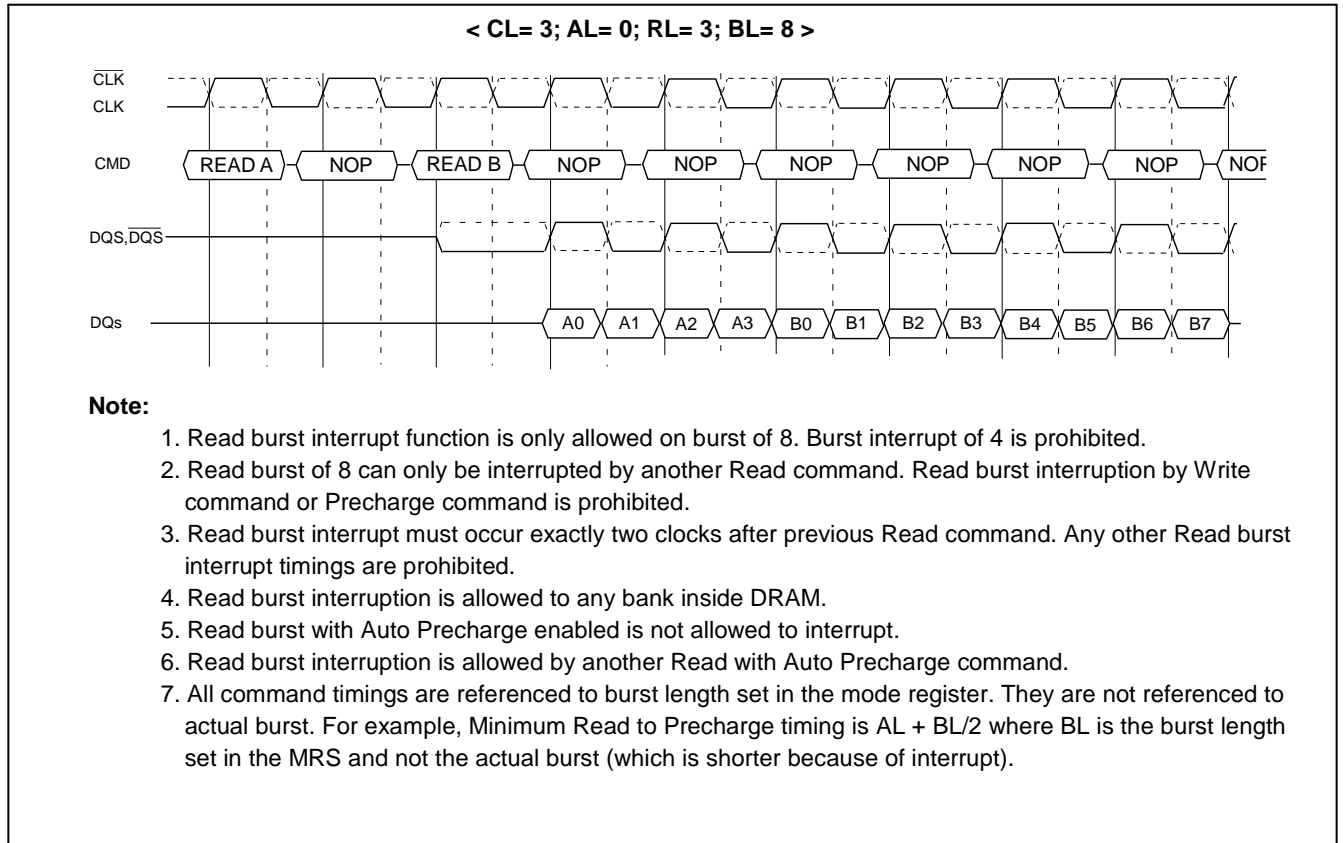 < CL= 3; AL= 0; RL= 3; BL= 8 >
CLK
CLK
CMD READ A NOP READ B NOP NOP NOP NOP NOP NOP NOP
DQS,DQS
DQs A0 A1 A2 A3 B0 B1 B2 B3 B4 B5 B6 B7
Note:
1. Read burst interrupt function is only allowed on burst of 8. Burst interrupt of 4 is prohibited.
2. Read burst of 8 can only be interrupted by another Read command. Read burst interruption by Write
command or Precharge command is prohibited.
3. Read burst interrupt must occur exactly two clocks after previous Read command. Any other Read burst
interrupt timings are prohibited.
4. Read burst interruption is allowed to any bank inside DRAM.
5. Read burst with Auto Precharge enabled is not allowed to interrupt.
6. Read burst interruption is allowed by another Read with Auto Precharge command.
7. All command timings are referenced to burst length set in the mode register. They are not referenced to
actual burst. For example, Minimum Read to Precharge timing is AL + BL/2 where BL is the burst length
set in the MRS and not the actual burst (which is shorter because of interrupt).